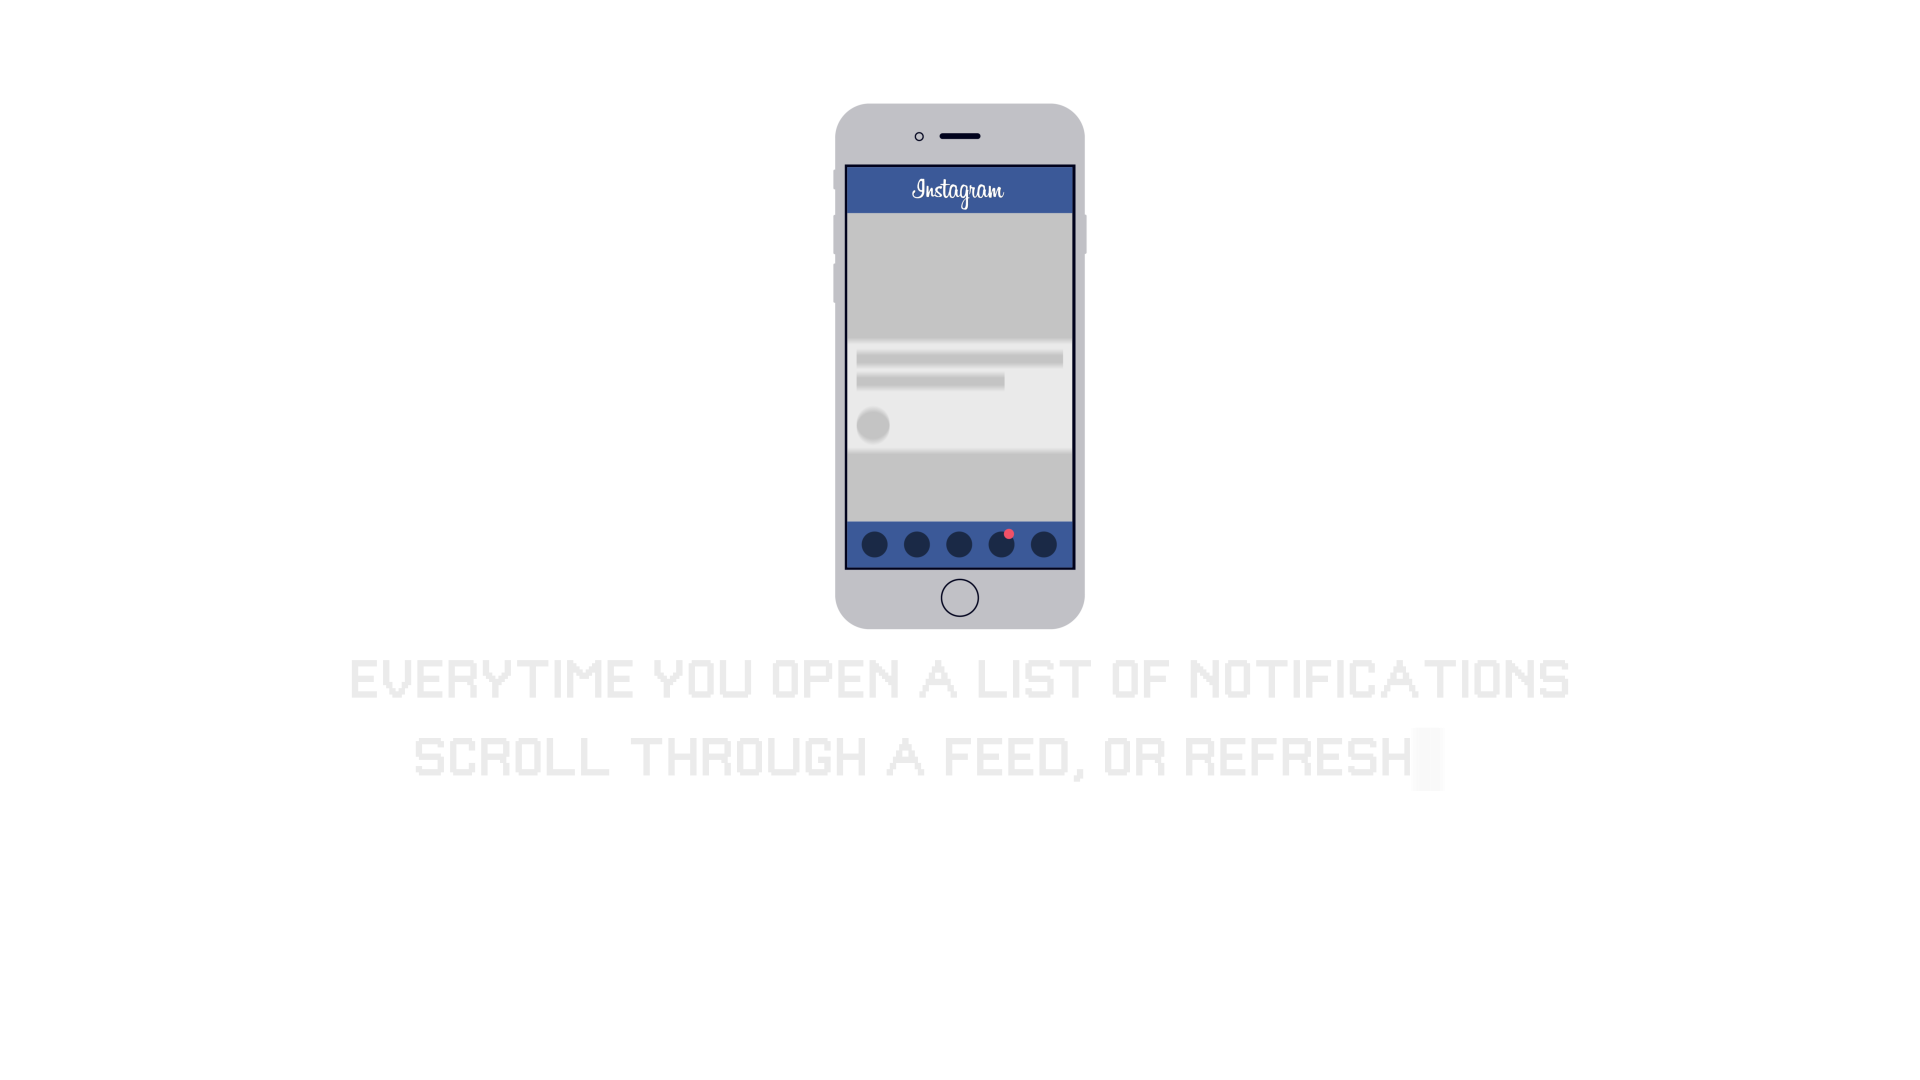 Instagram
EVERYTIME YOU OPEN A LIST OF NOTIFICATIONS
SCROLL THROUGH A FEED, OR REFRESH